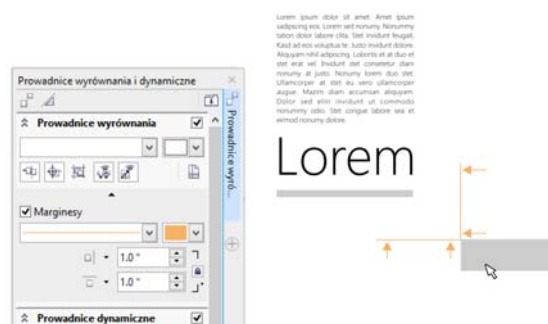 Lorem ipsum dolor sit amet. Amet ipsum
sadipscing eos. Lorem sed at nonumy. Nonummy
tation dolor labore clita. Stet invidunt feugait.
Kasd ad eos voluptua te. Justo invidunt dolore.
Aliquyam nihil adipiscing. Lobortis et at duo et
stet erat vel. Invidunt stet consetetur diam
nonumy at justo. Nonumy lorem duo stet.
Ullamcorper at stet eu vero ullamcorper
augue. Mazim diam accumsan aliquyam.
Dolor sed elitr invidunt ut commodo
nonummy odio. Stet congue labore sea et
eirmod nonumy dolore.
Lorem
Prowadnice wyrównania i dynamiczne
Prowadnice wyrównania
Marginesy
1.0 "
1.0 "
Prowadnice dynamiczne
Prowadnice wyró...